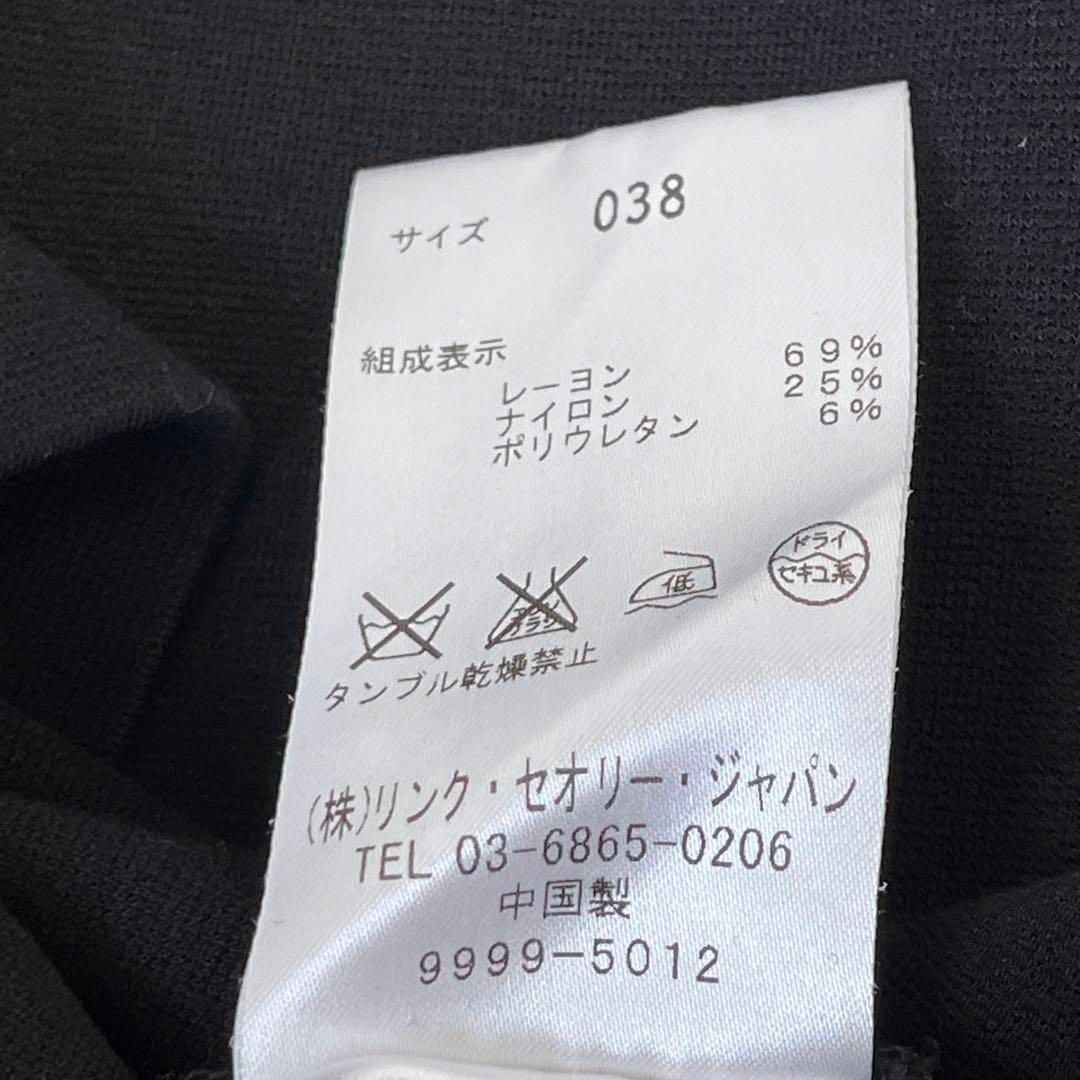 サイズ 038
組成表示
レーヨン 69%
ナイロン 25%
ポリウレタン 6%
低
ドライ
セキユ系
タンブル乾燥禁止
(株)リンク・セオリー・ジャパン
TEL 03-6865-0206
中国製
9999-5012